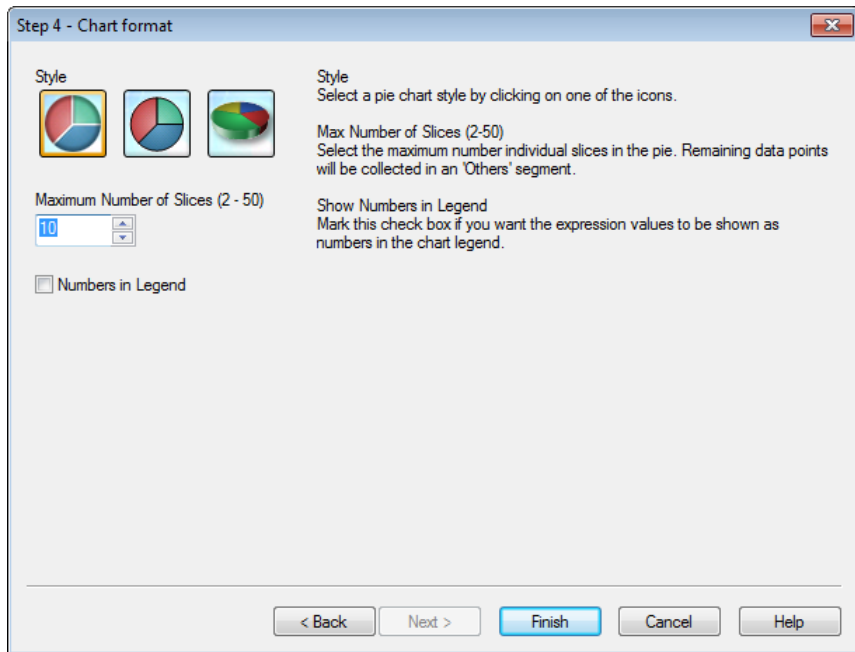 Step 4 - Chart format
Style
Maximum Number of Slices (2 - 50)
10
Numbers in Legend
Style
Select a pie chart style by clicking on one of the icons.
Max Number of Slices (2-50)
Select the maximum number individual slices in the pie. Remaining data points
will be collected in an 'Others' segment.
Show Numbers in Legend
Mark this check box if you want the expression values to be shown as
numbers in the chart legend.
< Back
Next >
Finish
Cancel
Help